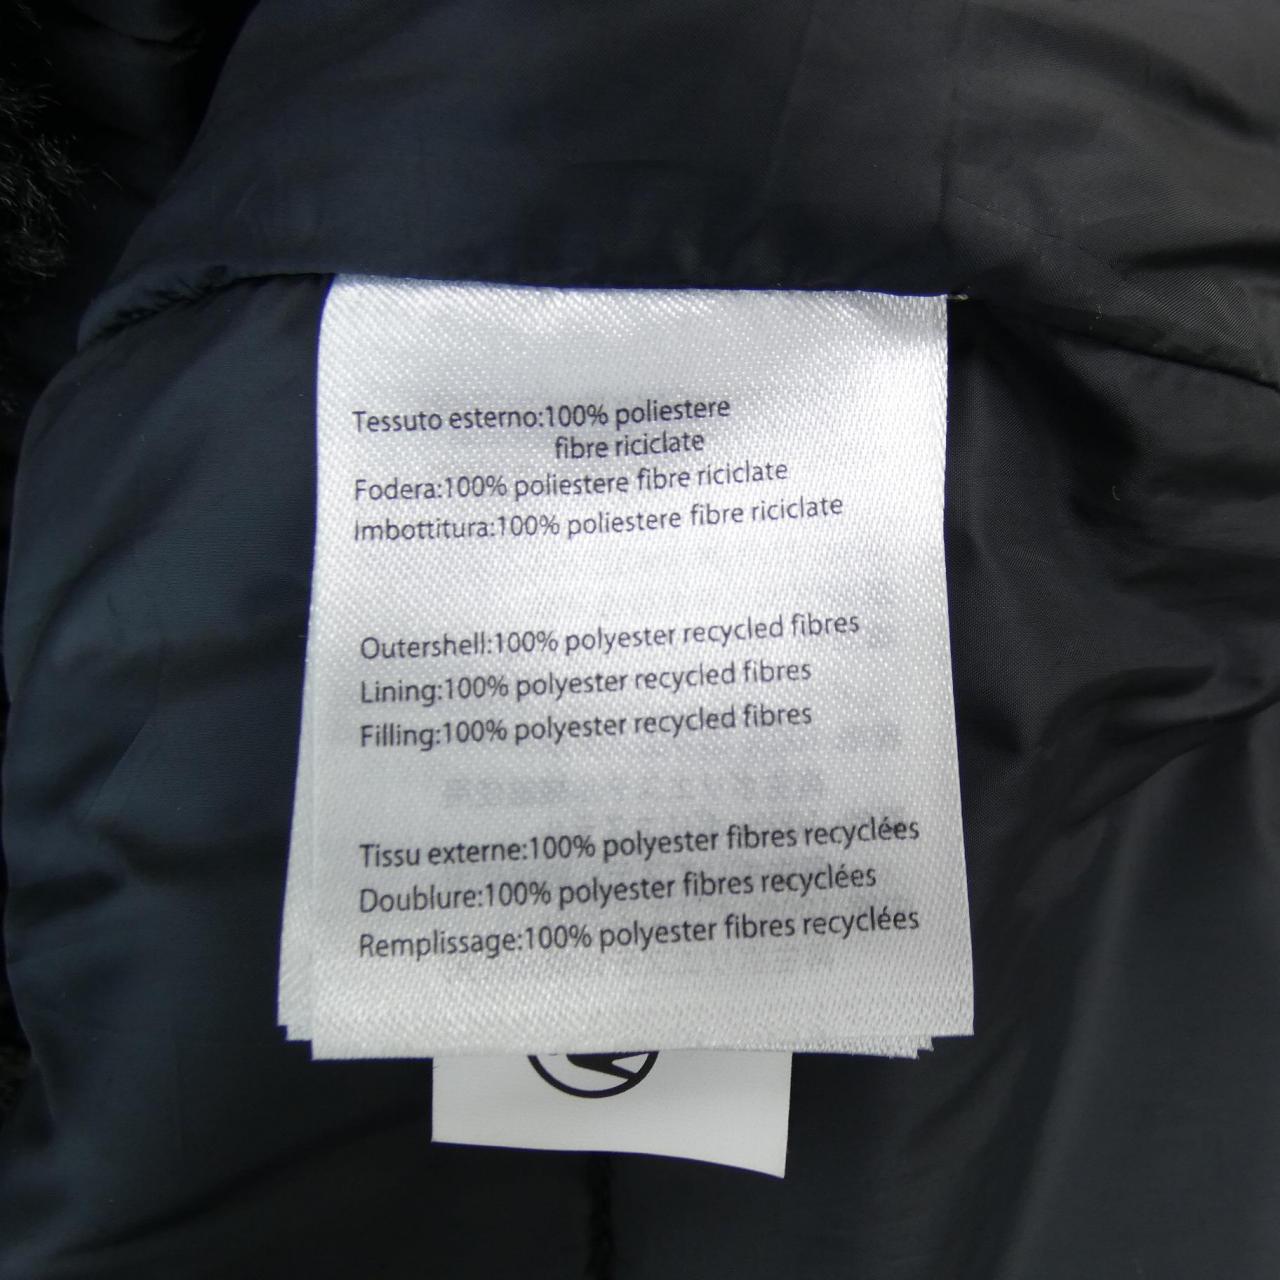 Tessuto esterno:100% poliestere
fibre riciclate
Fodera:100% poliestere fibre riciclate
Imbottitura:100% poliestere fibre riciclate
Outershell:100% polyester recycled fibres
Lining:100% polyester recycled fibres
Filling:100% polyester recycled fibres
Tissu externe:100% polyester fibres recyclées
Doublure:100% polyester fibres recyclées
Remplissage:100% polyester fibres recyclées